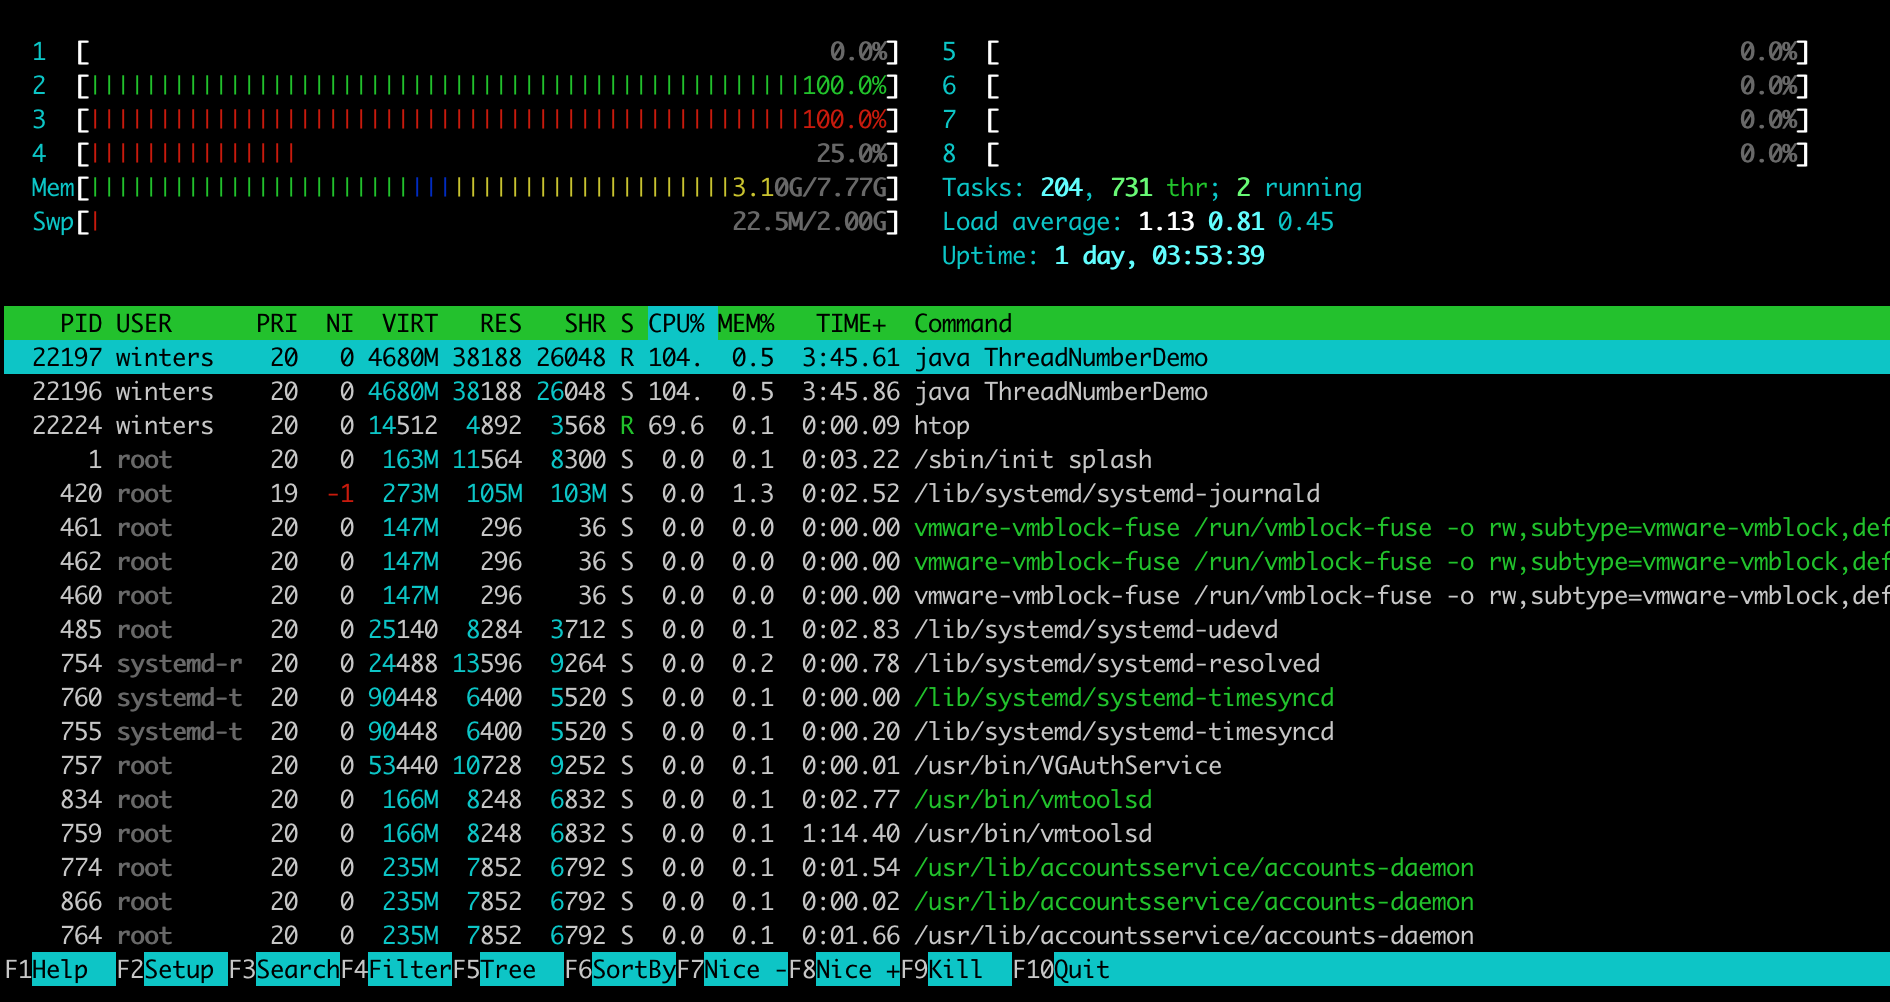 1 [ 0.0%] 5 [ 0.0%]
2 [||||||||||||||||||||||||||||||||||||||||||||||||||||100.0%] 6 [ 0.0%]
3 [||||||||||||||||||||||||||||||||||||||||||||||||||||100.0%] 7 [ 0.0%]
4 [||||||||||||||| 25.0%] 8 [ 0.0%]
Mem[||||||||||||||||||||||||||||||||||||||||||||||3.10G/7.77G] Tasks: 204, 731 thr; 2 running
Swp[| 22.5M/2.00G] Load average: 1.13 0.81 0.45
Uptime: 1 day, 03:53:39
PID USER PRI NI VIRT RES SHR S CPU% MEM% TIME+ Command
22197 winters 20 0 4680M 38188 26048 R 104. 0.5 3:45.61 java ThreadNumberDemo
22196 winters 20 0 4680M 38188 26048 S 104. 0.5 3:45.86 java ThreadNumberDemo
22224 winters 20 0 14512 4892 3568 R 69.6 0.1 0:00.09 htop
1 root 20 0 163M 11564 8300 S 0.0 0.1 0:03.22 /sbin/init splash
420 root 19 -1 273M 105M 103M S 0.0 1.3 0:02.52 /lib/systemd/systemd-journald
461 root 20 0 147M 296 36 S 0.0 0.0 0:00.00 vmware-vmblock-fuse /run/vmblock-fuse -o rw,subtype=vmware-vmblock,def
462 root 20 0 147M 296 36 S 0.0 0.0 0:00.00 vmware-vmblock-fuse /run/vmblock-fuse -o rw,subtype=vmware-vmblock,def
460 root 20 0 147M 296 36 S 0.0 0.0 0:00.00 vmware-vmblock-fuse /run/vmblock-fuse -o rw,subtype=vmware-vmblock,def
485 root 20 0 25140 8284 3712 S 0.0 0.1 0:02.83 /lib/systemd/systemd-udevd
754 systemd-r 20 0 24488 13596 9264 S 0.0 0.2 0:00.78 /lib/systemd/systemd-resolved
760 systemd-t 20 0 90448 6400 5520 S 0.0 0.1 0:00.00 /lib/systemd/systemd-timesyncd
755 systemd-t 20 0 90448 6400 5520 S 0.0 0.1 0:00.20 /lib/systemd/systemd-timesyncd
757 root 20 0 53440 10728 9252 S 0.0 0.1 0:00.01 /usr/bin/VGAuthService
834 root 20 0 166M 8248 6832 S 0.0 0.1 0:02.77 /usr/bin/vmtoolsd
759 root 20 0 166M 8248 6832 S 0.0 0.1 1:14.40 /usr/bin/vmtoolsd
774 root 20 0 235M 7852 6792 S 0.0 0.1 0:01.54 /usr/lib/accountsservice/accounts-daemon
866 root 20 0 235M 7852 6792 S 0.0 0.1 0:00.02 /usr/lib/accountsservice/accounts-daemon
764 root 20 0 235M 7852 6792 S 0.0 0.1 0:01.66 /usr/lib/accountsservice/accounts-daemon
F1Help F2Setup F3SearchF4FilterF5Tree F6SortByF7Nice -F8Nice +F9Kill F10Quit